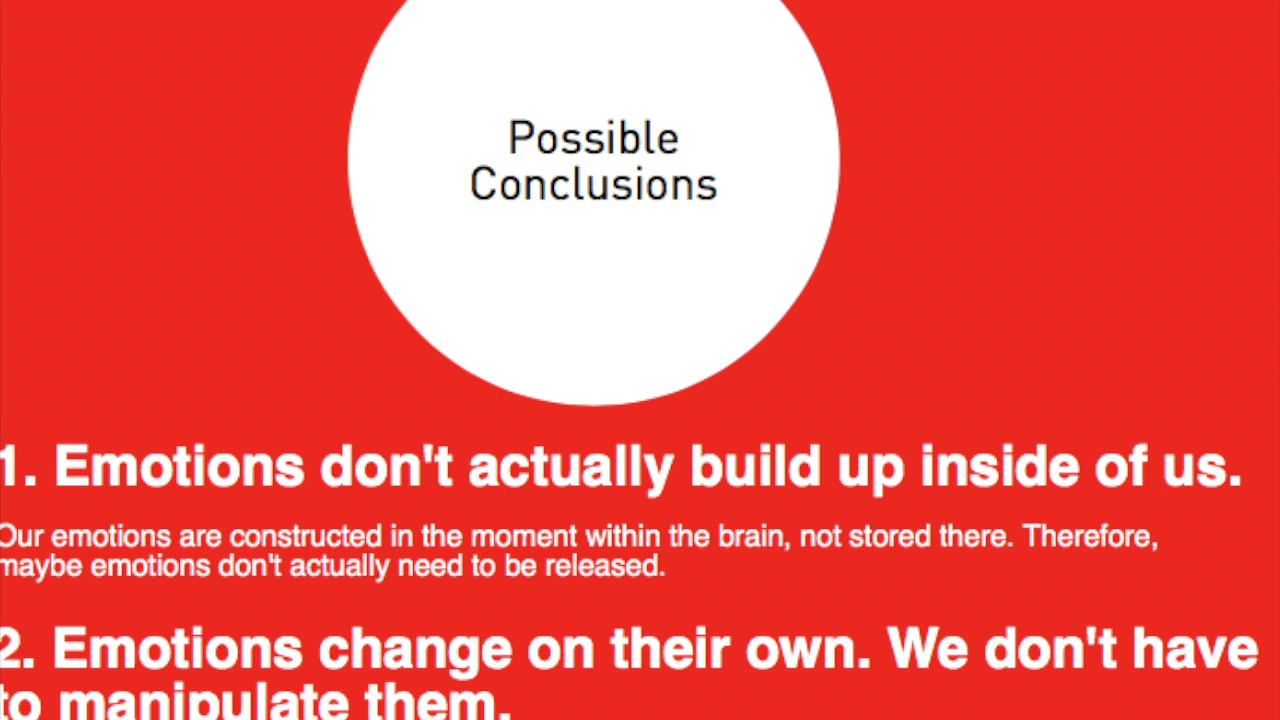 Possible
Conclusions
1. Emotions don't actually build up inside of us.
Our emotions are constructed in the moment within the brain, not stored there. Therefore,
maybe emotions don't actually need to be released.
2. Emotions change on their own. We don't have
to manipulate them.